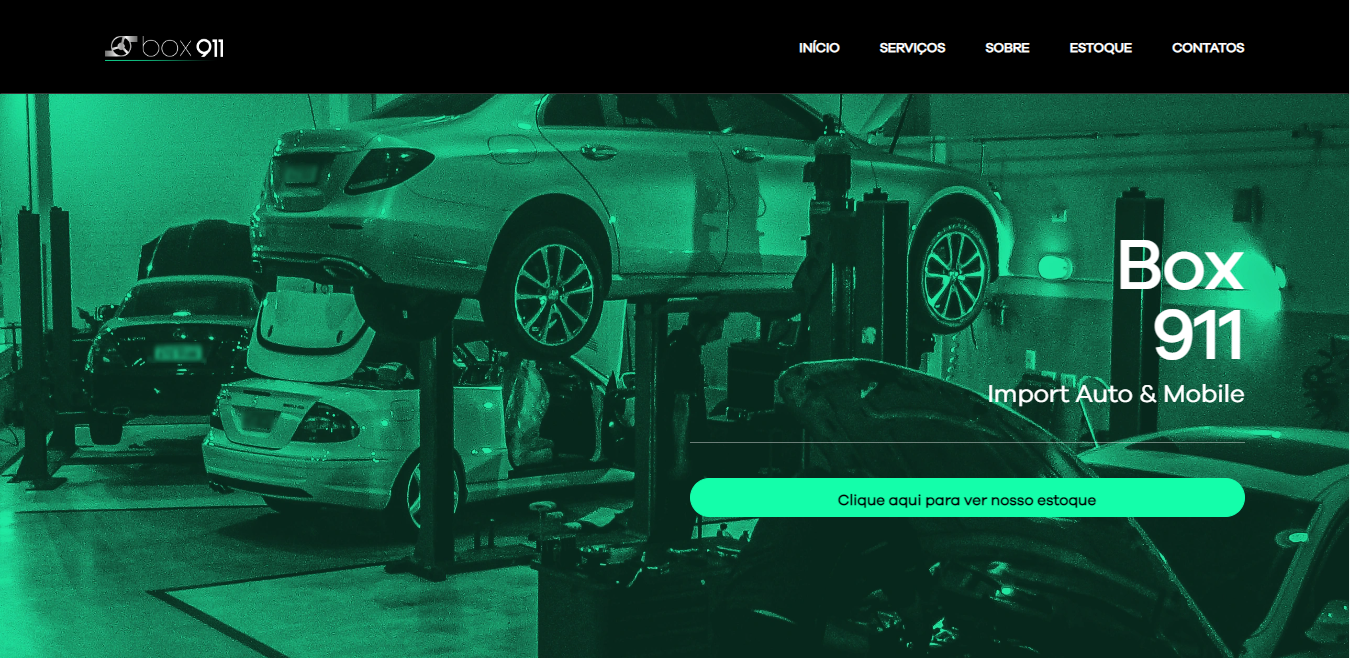 box 911
INÍCIO SERVIÇOS SOBRE ESTOQUE CONTATOS
Box
911
Import Auto & Mobile
Clique aqui para ver nosso estoque